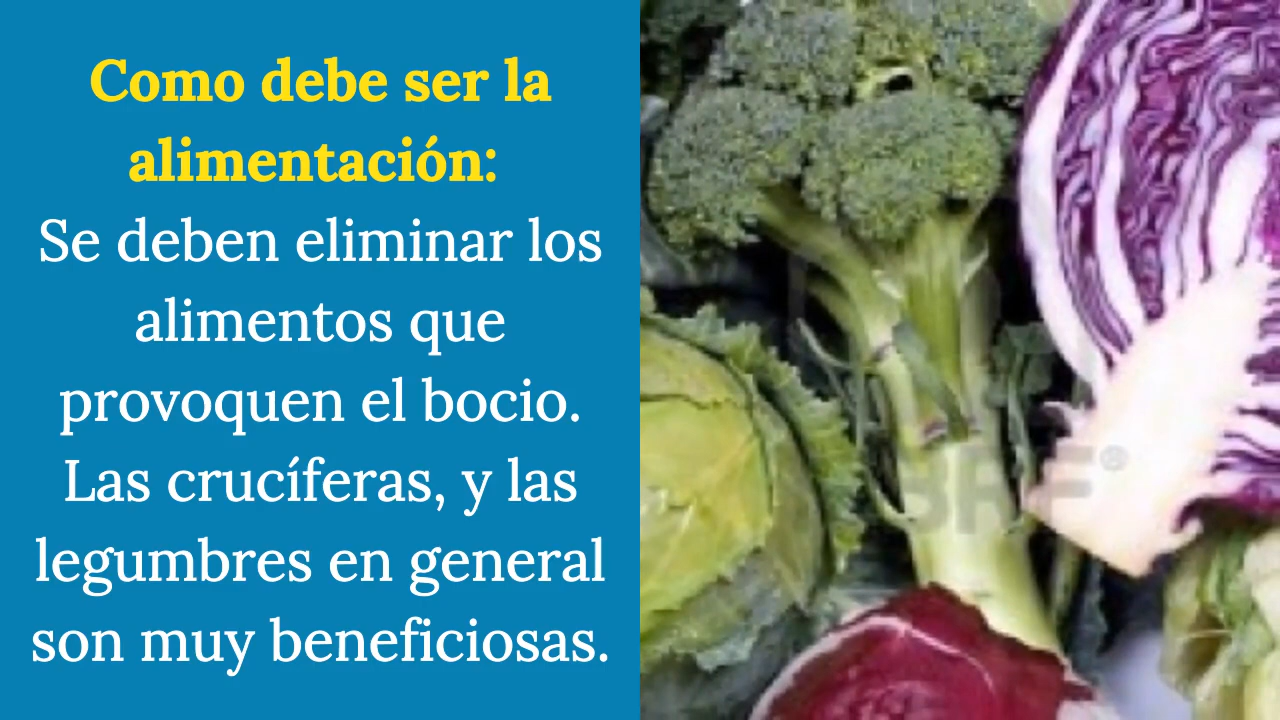 Como debe ser la
alimentación:
Se deben eliminar los
alimentos que
provoquen el bocio.
Las crucíferas, y las
legumbres en general
son muy beneficiosas.